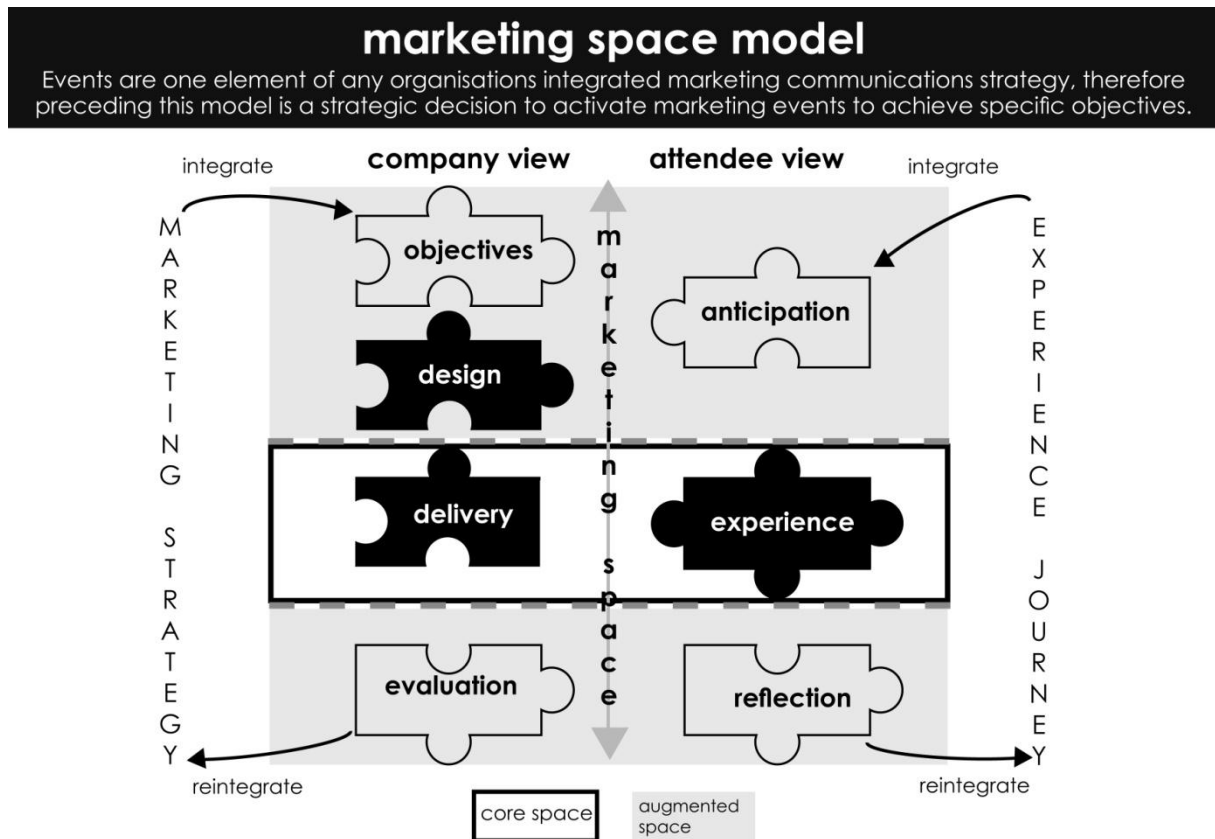 marketing space model
Events are one element of any organisations integrated marketing communications strategy, therefore
preceding this model is a strategic decision to activate marketing events to achieve specific objectives.
company view
attendee view
integrate
integrate
MARKETING STRATEGY
objectives
design
delivery
evaluation
marketing space
anticipation
experience
reflection
EXPERIENCE JOURNEY
reintegrate
reintegrate
core space
augmented
space